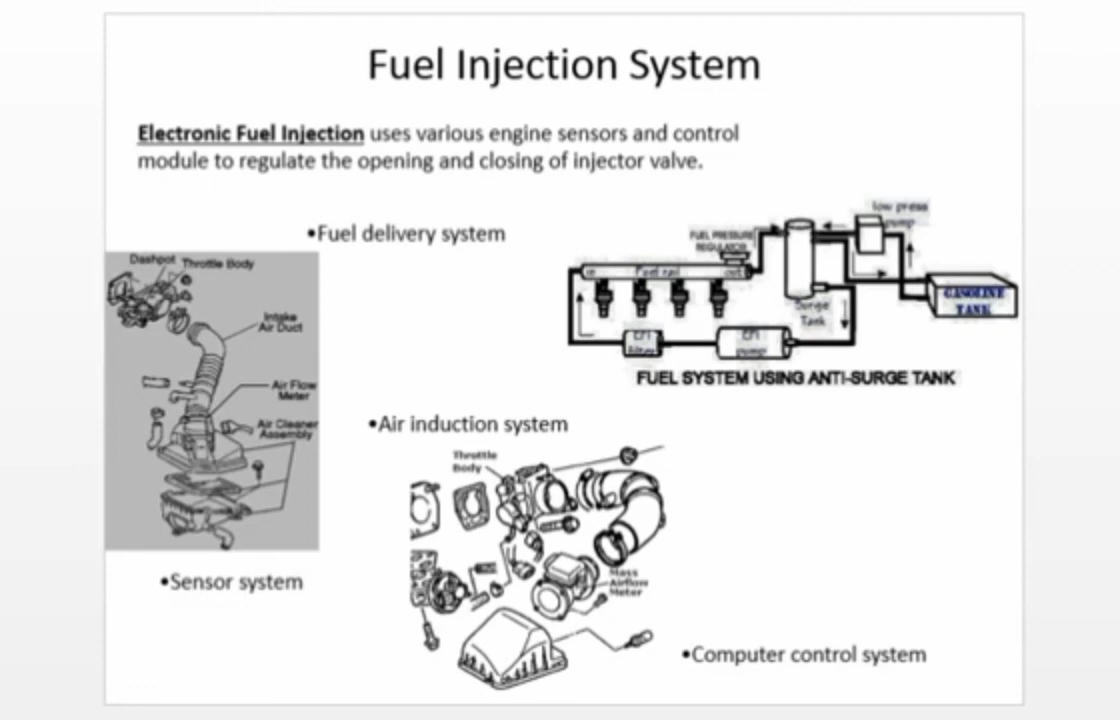 Fuel Injection System
Electronic Fuel Injection uses various engine sensors and control
module to regulate the opening and closing of injector valve.
•Fuel delivery system
low press
pump
FUEL PRESSURE
REGULATOR
in Fuel rail out
GASOLINE
TANK
Surge
Tank
EFI
filter
EFI
pump
FUEL SYSTEM USING ANTI-SURGE TANK
Dashpot Throttle Body
Intake
Air Duct
Air Flow
Meter
Air Cleaner
Assembly
•Air induction system
Throttle
Body
Mass
Airflow
Meter
•Sensor system
•Computer control system